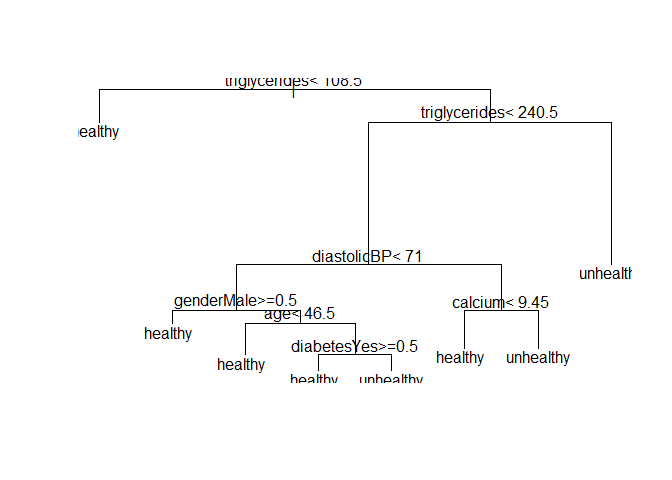 triglycerides< 108.5
triglycerides< 240.5
ealthy
diastolicBP< 71
unhealth
genderMale>=0.5
calcium< 9.45
age< 46.5
healthy
diabetesYes>=0.5
healthy
unhealthy
healthy
healthy
unhealthy